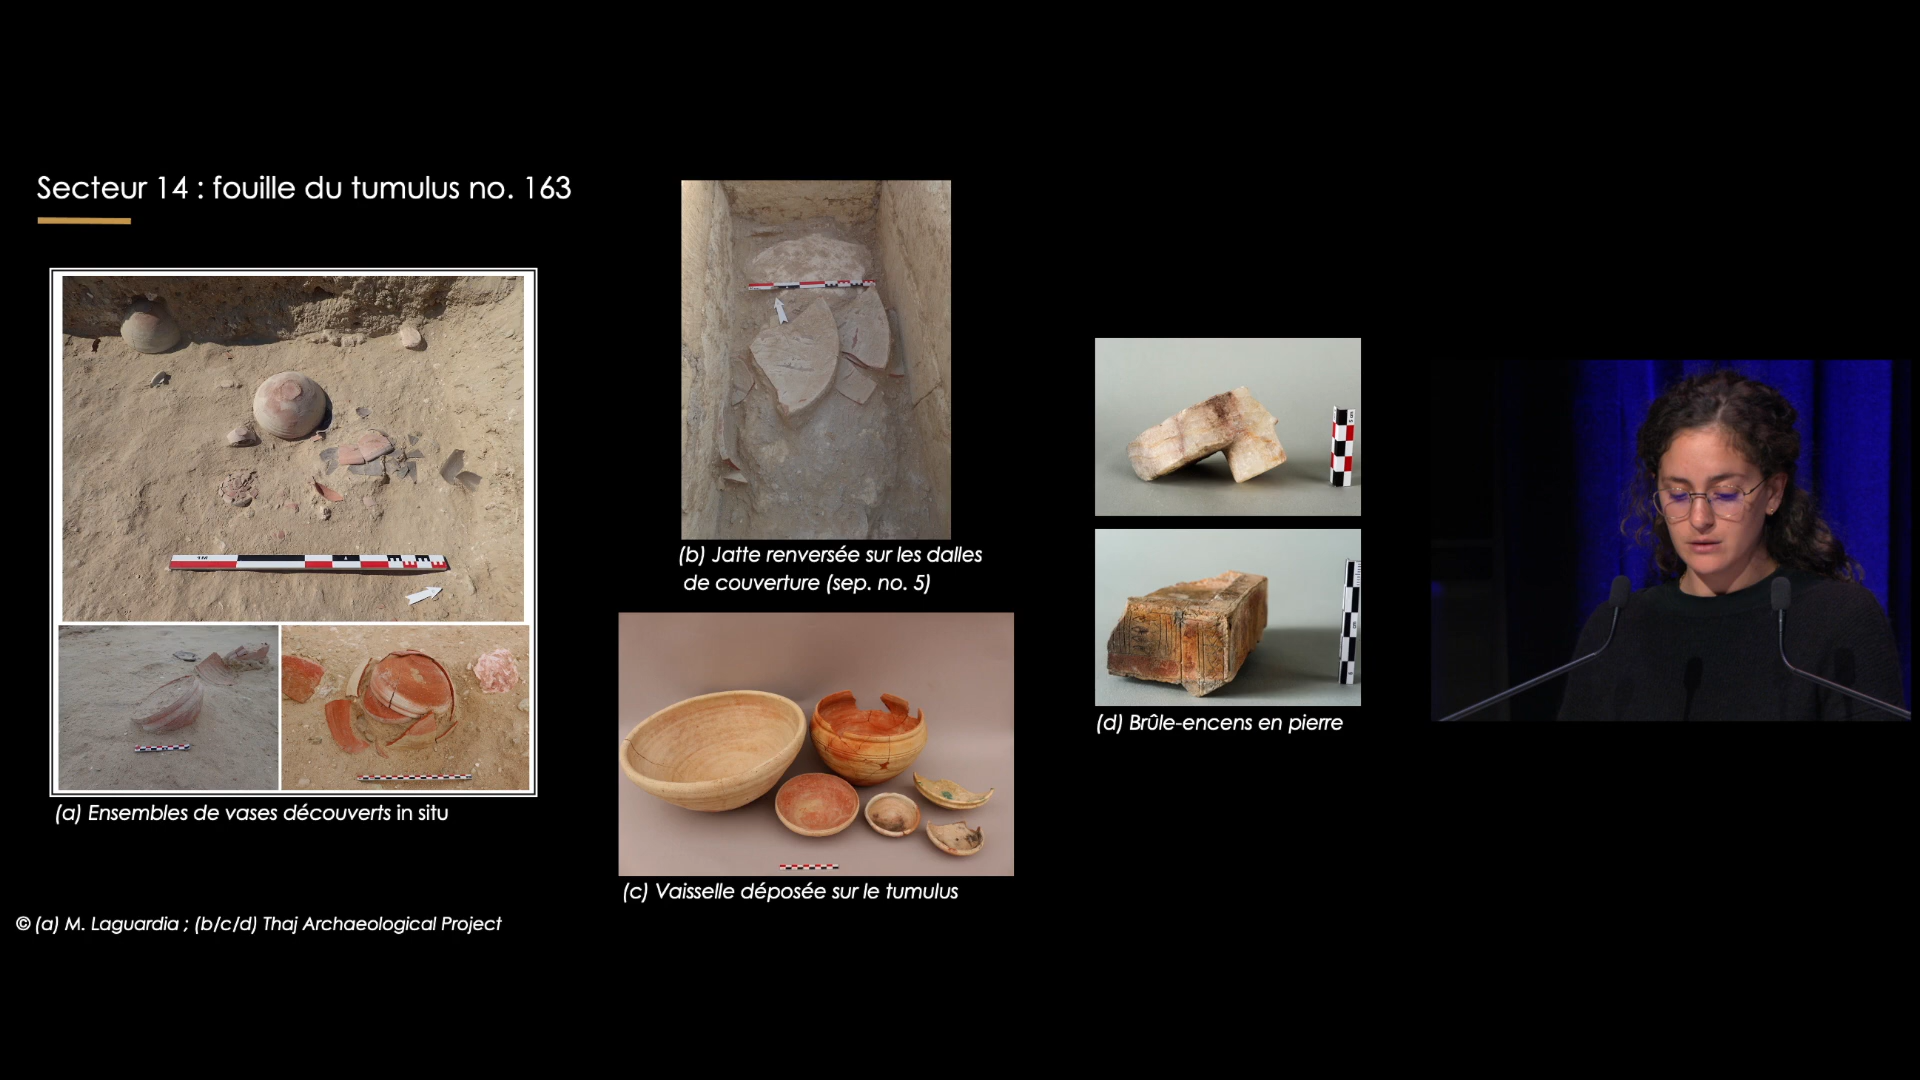 Secteur 14 : fouille du tumulus no. 163
(a) Ensembles de vases découverts in situ
(b) Jatte renversée sur les dalles
de couverture (sep. no. 5)
(c) Vaisselle déposée sur le tumulus
(d) Brûle-encens en pierre
© (a) M. Laguardia ; (b/c/d) Thaj Archaeological Project